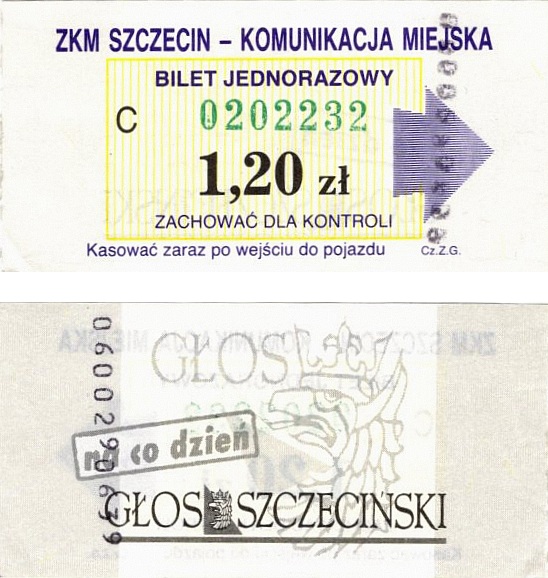 ZKM SZCZECIN – KOMUNIKACJA MIEJSKA
BILET JEDNORAZOWY
C 0202232
1,20 zł
ZACHOWAĆ DLA KONTROLI
Kasować zaraz po wejściu do pojazdu Cz.Z.G.
GŁOS
0600290679
na co dzień
GŁOS SZCZECIŃSKI